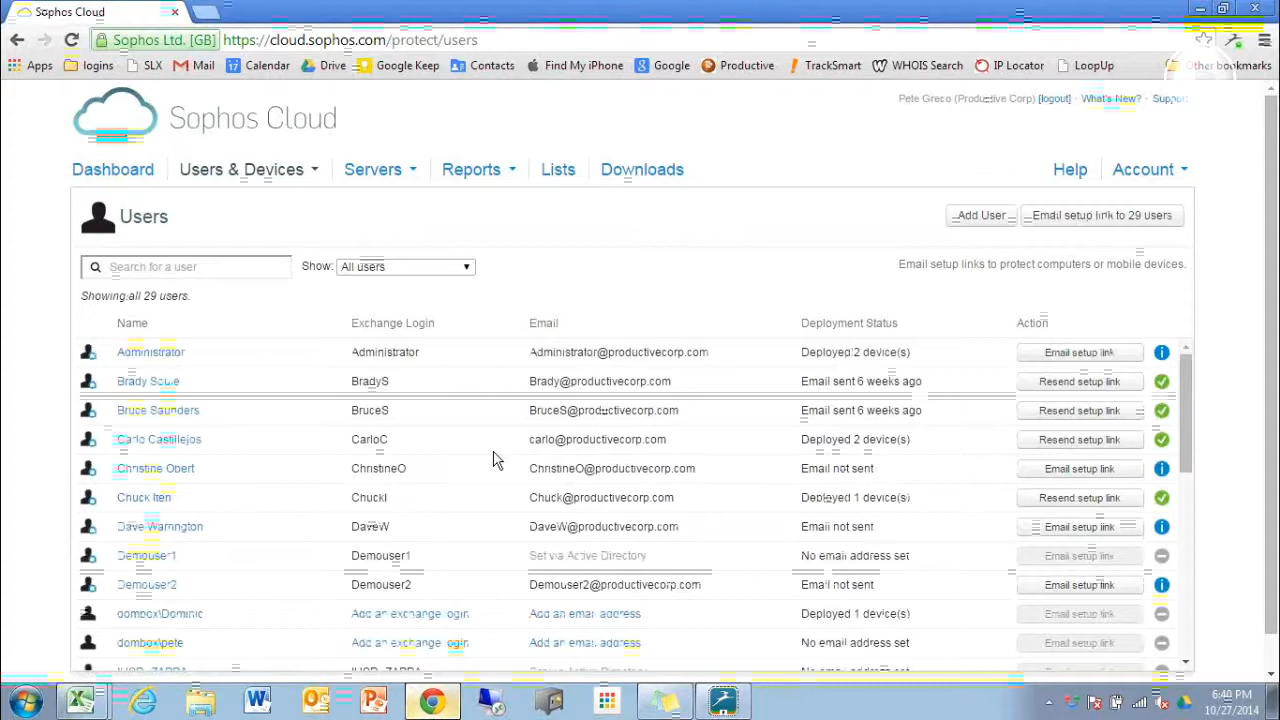 Sophos Cloud
Sophos Ltd. [GB] https://cloud.sophos.com/protect/users
Apps logins SLX Mail Calendar Drive Google Keep Contacts Find My iPhone Google Productive TrackSmart WHOIS Search IP Locator LoopUp Other bookmarks
Pete Greco (Productive Corp) [logout] · What's New? · Support
Sophos Cloud
Dashboard Users & Devices Servers Reports Lists Downloads Help Account
Users Add User Email setup link to 29 users
Search for a user Show: All users Email setup links to protect computers or mobile devices.
Showing all 29 users.
Name Exchange Login Email Deployment Status Action
Administrator Administrator Administrator@productivecorp.com Deployed 2 device(s) Email setup link
Brady BradyS Brady@productivecorp.com Email sent 3 weeks ago Resend setup link
Bruce Saunders BruceS BruceS@productivecorp.com Email sent 6 weeks ago Resend setup link
Carlo Castillejos CarloC carlo@productivecorp.com Deployed 2 device(s) Resend setup link
Christine Obert ChristineO ChristineO@productivecorp.com Email not sent Email setup link
Chuck Iten ChuckI Chuck@productivecorp.com Deployed 1 device(s) Resend setup link
Dave Warrington DaveW DaveW@productivecorp.com Email not sent Email setup link
Demouser1 Demouser1 Set via Active Directory No email address set Email setup link
Demouser2 Demouser2 Demouser2@productivecorp.com Email not sent Email setup link
dombox\Dominic Add an exchange login Add an email address Deployed 1 device(s) Email setup link
dombox\pete Add an exchange login Add an email address No email address set Email setup link
6:40 PM
10/27/2014